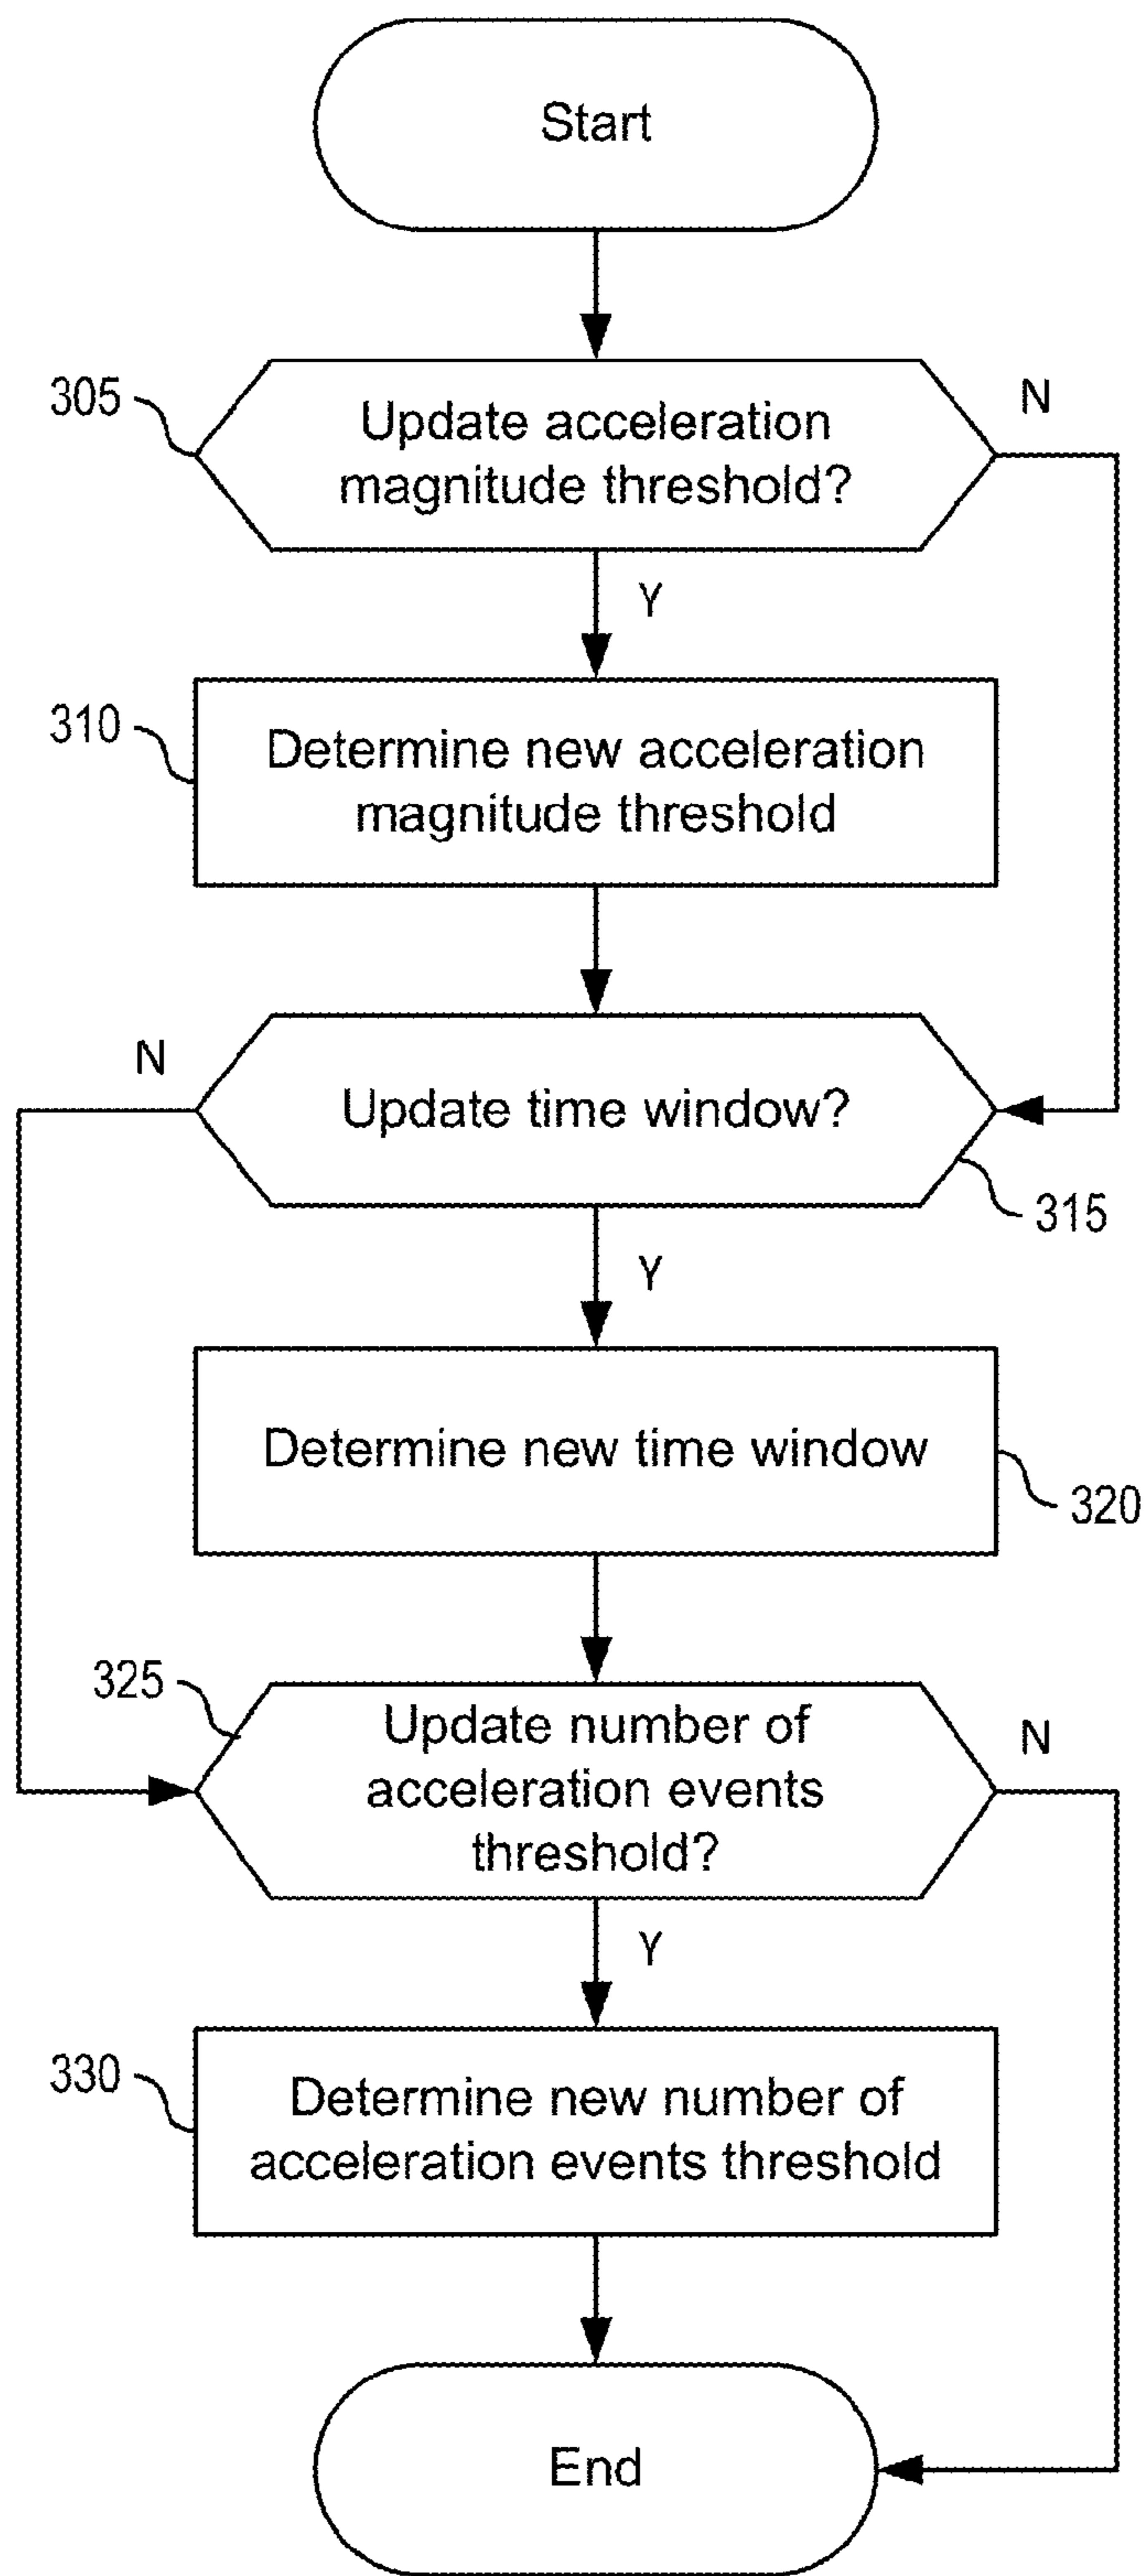 Start
305
Update acceleration
magnitude threshold?
N
Y
310
Determine new acceleration
magnitude threshold
N
Update time window?
315
Y
Determine new time window
320
325
Update number of
acceleration events
threshold?
N
Y
330
Determine new number of
acceleration events threshold
End